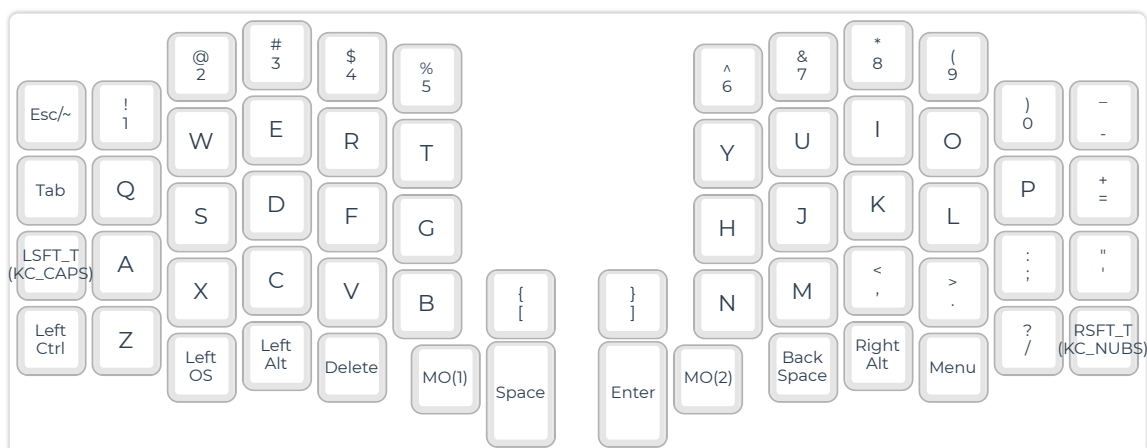 Esc/~
!
1
@
2
#
3
$
4
%
5
^
6
&
7
*
8
(
9
)
0
_
-
Tab
Q
W
E
R
T
Y
U
I
O
P
+
=
LSFT_T
(KC_CAPS)
A
S
D
F
G
H
J
K
L
:
;
"
'
Left
Ctrl
Z
X
C
V
B
{
[
}
]
N
M
<
,
>
.
?
/
RSFT_T
(KC_NUBS)
Left
OS
Left
Alt
Delete
MO(1)
Space
Enter
MO(2)
Back
Space
Right
Alt
Menu